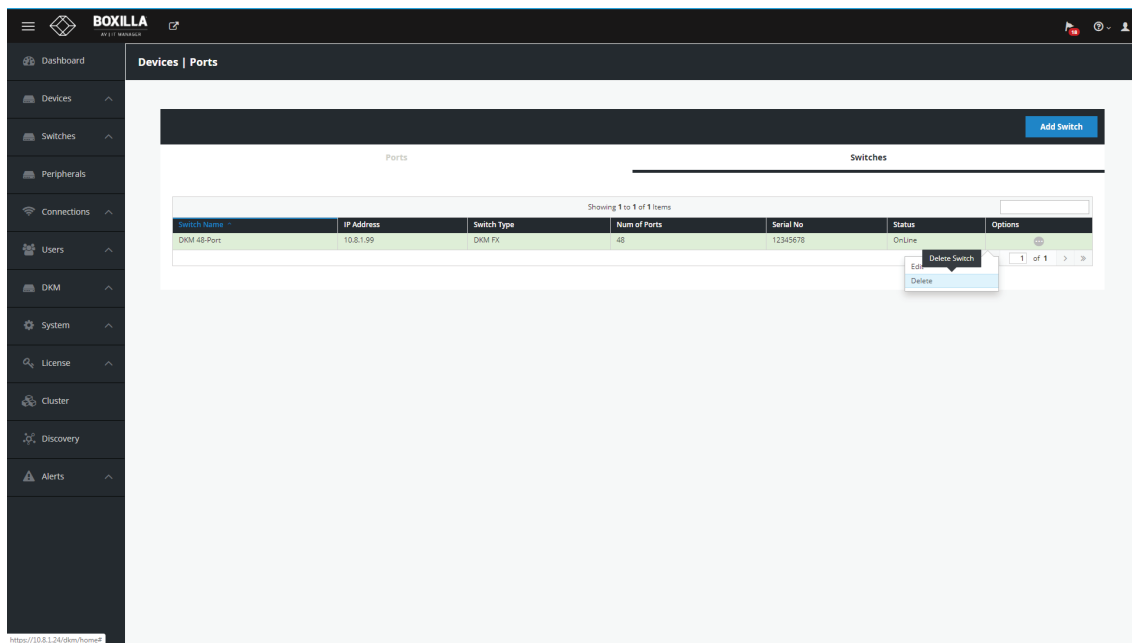 BOXILLA
AV | IT MANAGER
18
Dashboard
Devices | Ports
Devices
Switches
Peripherals
Connections
Users
DKM
System
License
Cluster
Discovery
Alerts
Add Switch
Ports
Switches
Showing 1 to 1 of 1 Items
Switch Name IP Address Switch Type Num of Ports Serial No Status Options
DKM 48-Port 10.8.1.99 DKM FX 48 12345678 OnLine
Delete Switch
1 of 1 > »
Edit
Delete
https://10.8.1.24/dkm/home#